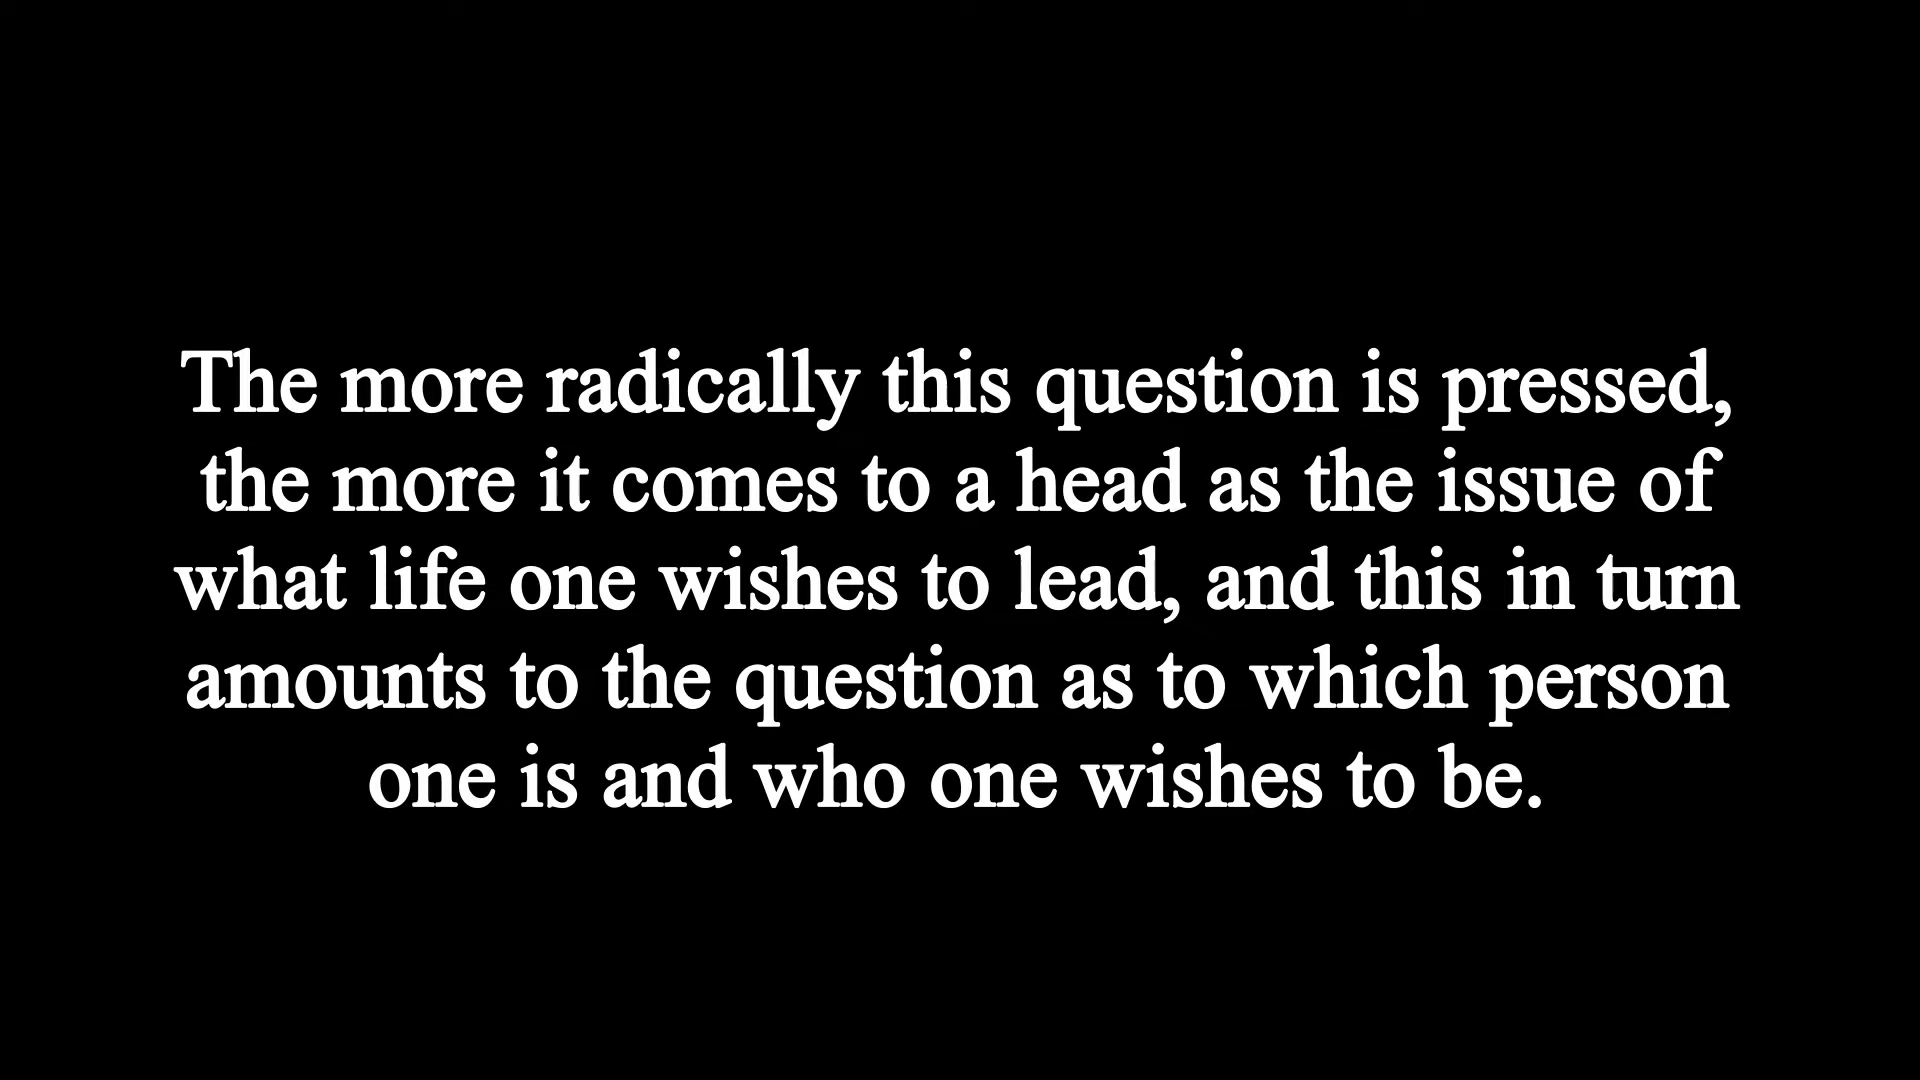 The more radically this question is pressed,
the more it comes to a head as the issue of
what life one wishes to lead, and this in turn
amounts to the question as to which person
one is and who one wishes to be.